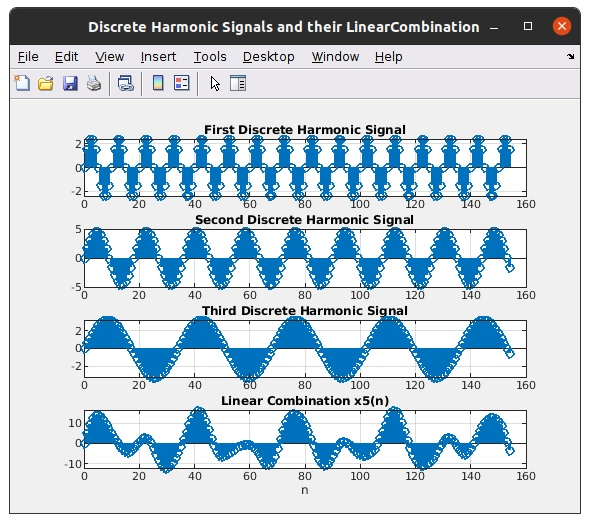 Discrete Harmonic Signals and their LinearCombination
File Edit View Insert Tools Desktop Window Help
First Discrete Harmonic Signal
2
0
-2
0 20 40 60 80 100 120 140 160
Second Discrete Harmonic Signal
5
0
-5
0 20 40 60 80 100 120 140 160
Third Discrete Harmonic Signal
2
0
-2
0 20 40 60 80 100 120 140 160
Linear Combination x5(n)
10
0
-10
0 20 40 60 80 100 120 140 160
n